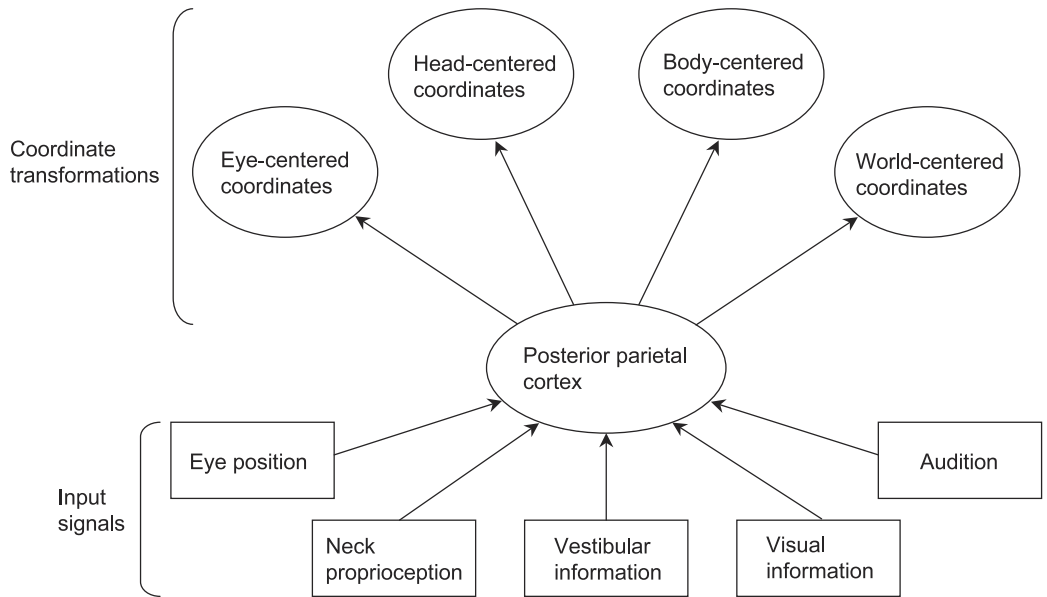 Coordinate
transformations
Eye-centered
coordinates
Head-centered
coordinates
Body-centered
coordinates
World-centered
coordinates
Posterior parietal
cortex
Input
signals
Eye position
Neck
proprioception
Vestibular
information
Visual
information
Audition